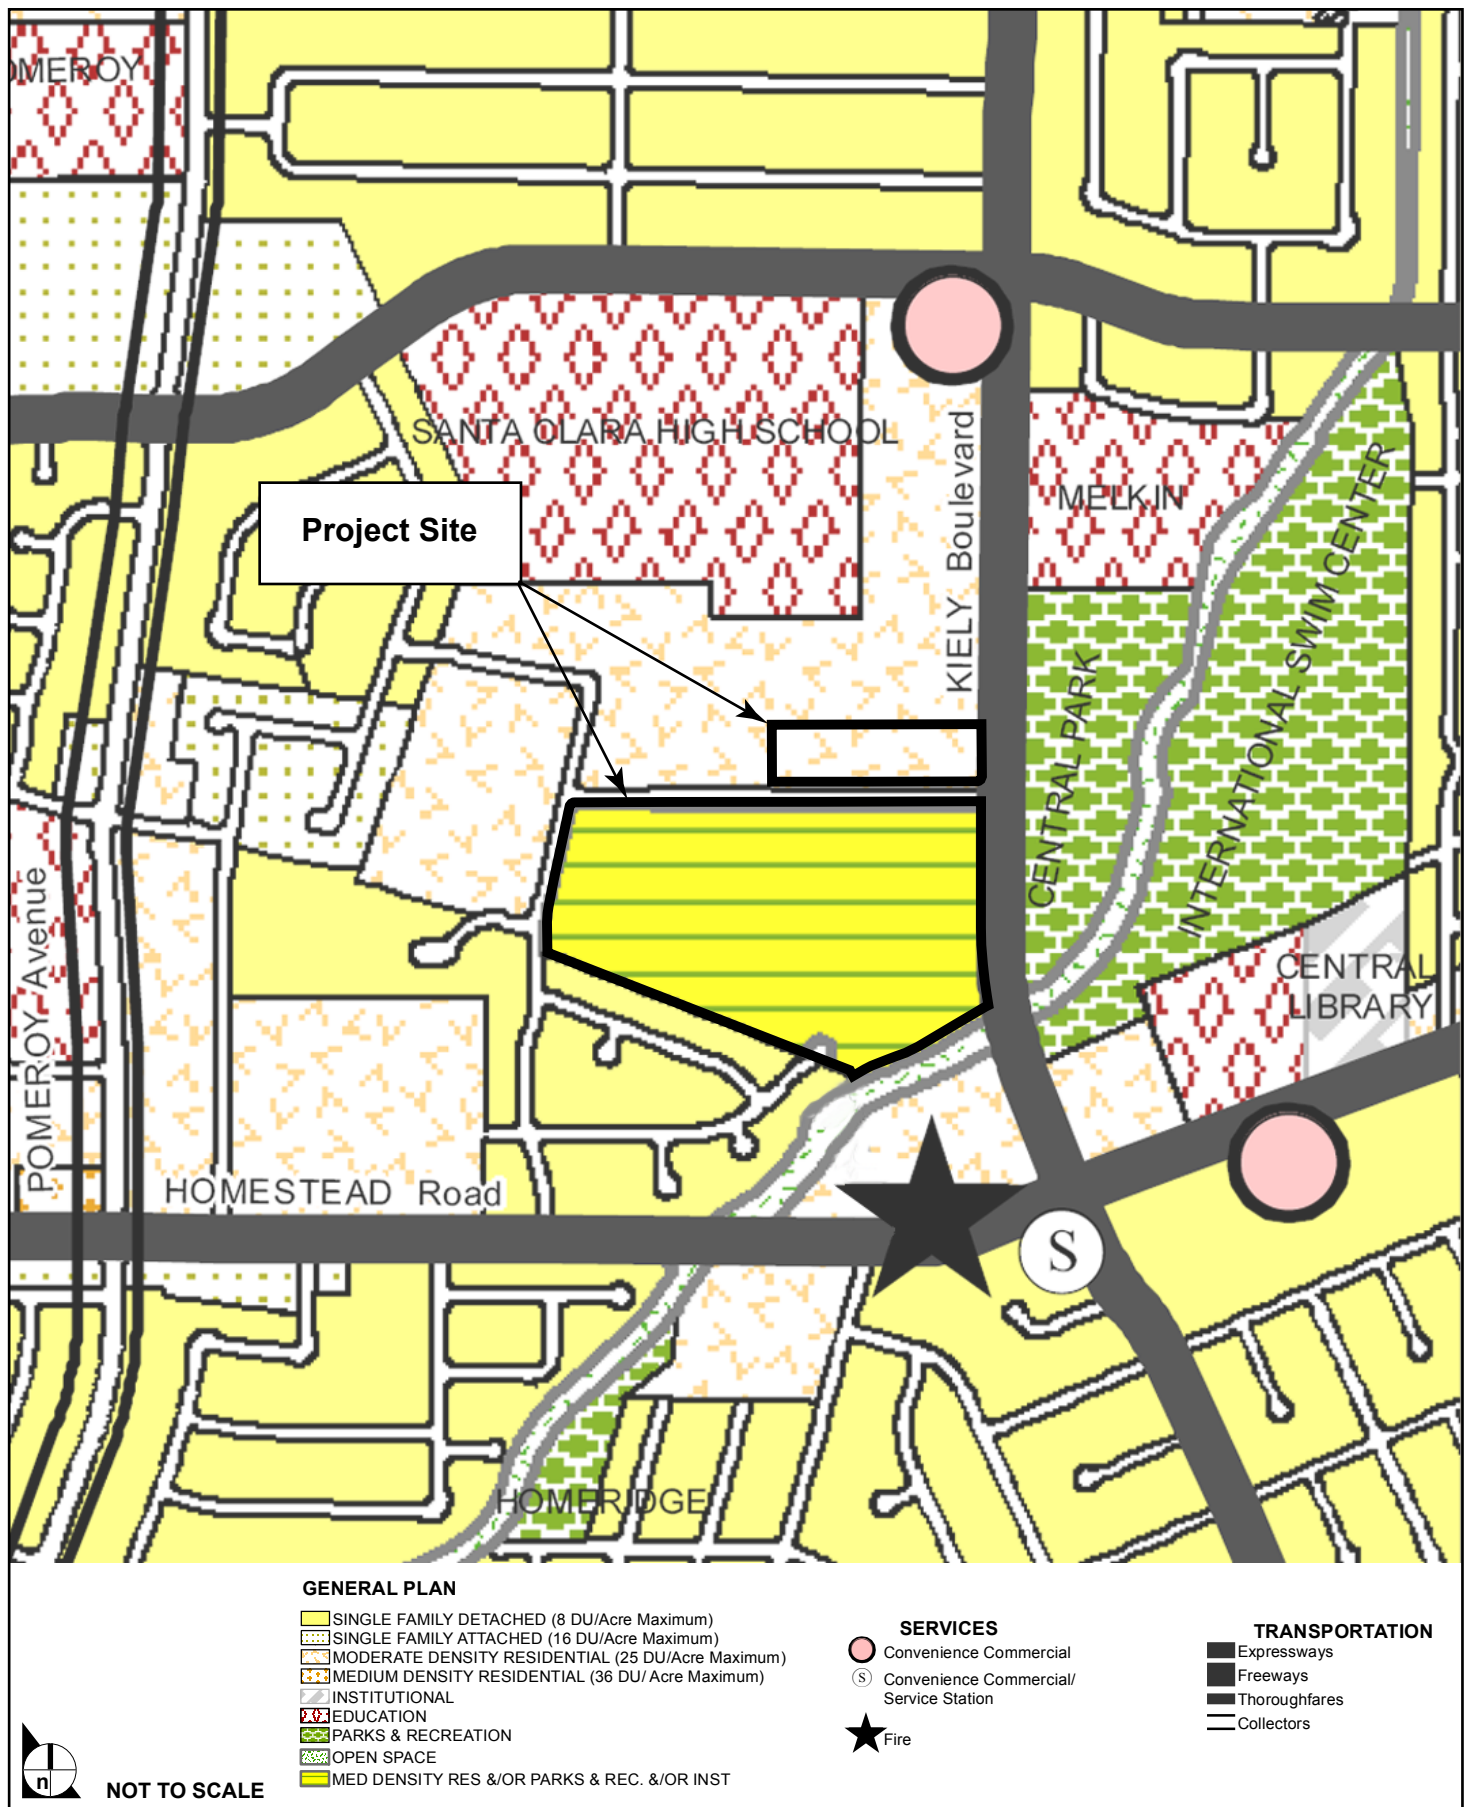 OMEROY
SANTA CLARA HIGH SCHOOL
KIELY Boulevard
MELKIN
Project Site
CENTRAL PARK
INTERNATIONAL SWIM CENTER
POMEROY Avenue
CENTRAL
LIBRARY
HOMESTEAD Road
S
HOMERIDGE
GENERAL PLAN
SINGLE FAMILY DETACHED (8 DU/Acre Maximum)
SINGLE FAMILY ATTACHED (16 DU/Acre Maximum)
MODERATE DENSITY RESIDENTIAL (25 DU/Acre Maximum)
MEDIUM DENSITY RESIDENTIAL (36 DU/ Acre Maximum)
INSTITUTIONAL
EDUCATION
PARKS & RECREATION
OPEN SPACE
MED DENSITY RES &/OR PARKS & REC. &/OR INST
SERVICES
Convenience Commercial
S
Convenience Commercial/
Service Station
Fire
TRANSPORTATION
Expressways
Freeways
Thoroughfares
Collectors
n
NOT TO SCALE